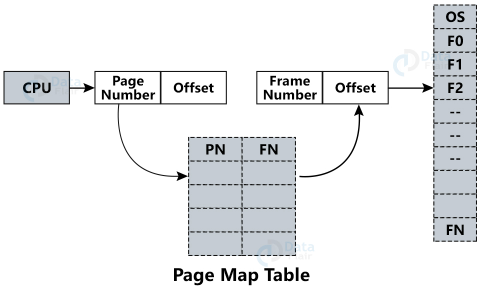 OS
F0
F1
F2
--
--
--
FN
CPU
Page Number
Offset
Frame Number
Offset
PN
FN
Page Map Table